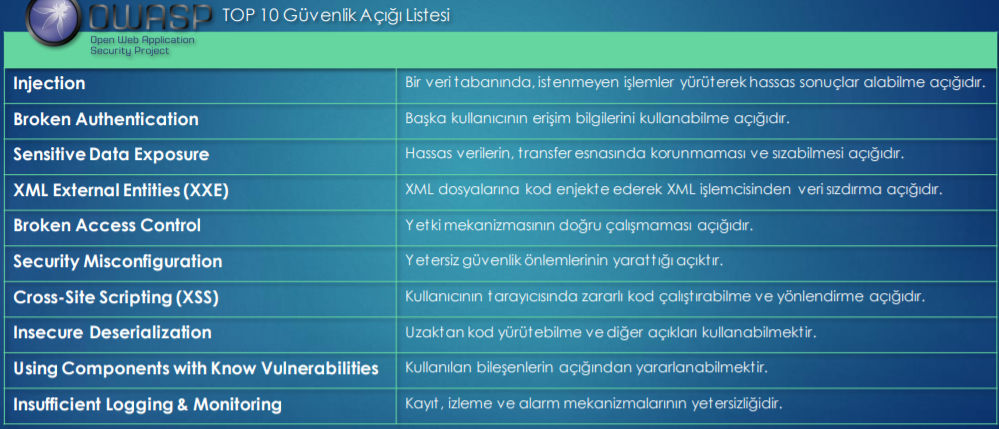 OWASP TOP 10 Güvenlik Açığı Listesi
Open Web Application
Security Project
Injection Bir veri tabanında, istenmeyen işlemler yürüterek hassas sonuçlar alabilme açığıdır.
Broken Authentication Başka kullanıcının erişim bilgilerini kullanabilme açığıdır.
Sensitive Data Exposure Hassas verilerin, transfer esnasında korunmaması ve sızabilmesi açığıdır.
XML External Entities (XXE) XML dosyalarına kod enjekte ederek XML işlemcisinden veri sızdırma açığıdır.
Broken Access Control Yetki mekanizmasının doğru çalışmaması açığıdır.
Security Misconfiguration Yetersiz güvenlik önlemlerinin yarattığı açıktır.
Cross-Site Scripting (XSS) Kullanıcının tarayıcısında zararlı kod çalıştırabilme ve yönlendirme açığıdır.
Insecure Deserialization Uzaktan kod yürütebilme ve diğer açıkları kullanabilmektir.
Using Components with Know Vulnerabilities Kullanılan bileşenlerin açığından yararlanabilmektir.
Insufficient Logging & Monitoring Kayıt, izleme ve alarm mekanizmalarının yetersizliğidir.